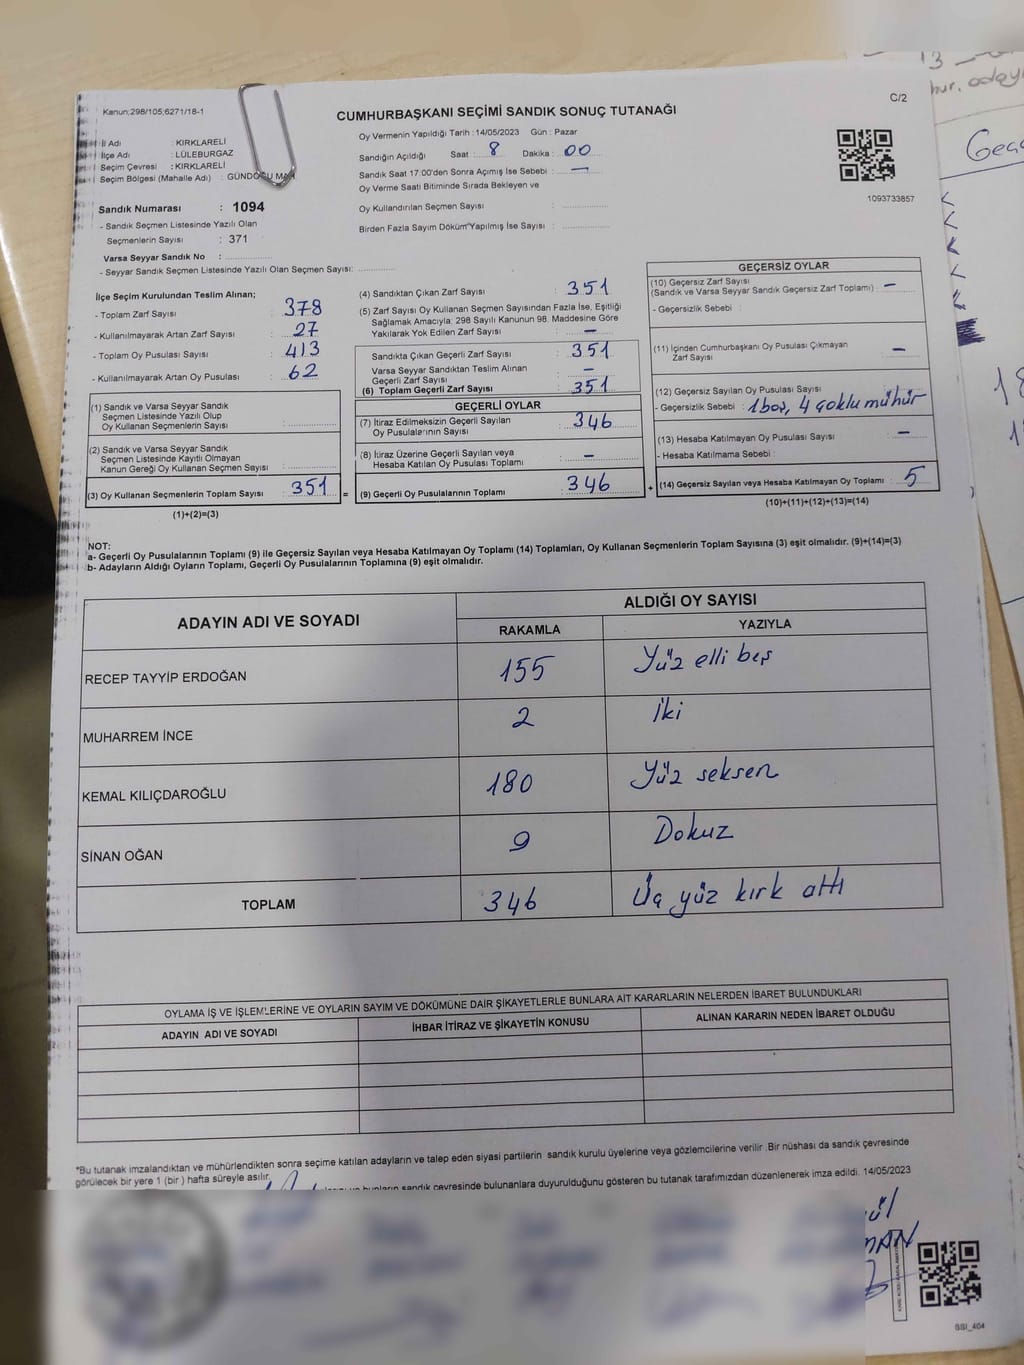 Kanun:298/105;6271/18-1
C/2
CUMHURBAŞKANI SEÇİMİ SANDIK SONUÇ TUTANAĞI
İl Adı : KIRKLARELİ
İlçe Adı : LÜLEBURGAZ
Seçim Çevresi : KIRKLARELİ
Seçim Bölgesi (Mahalle Adı) : GÜNDOĞU MAH
Oy Vermenin Yapıldığı Tarih : 14/05/2023 Gün : Pazar
Sandığın Açıldığı Saat : 8 Dakika : 00
Sandık Saat 17:00'den Sonra Açımış İse Sebebi : —
Oy Verme Saati Bitiminde Sırada Bekleyen ve
Oy Kullandırılan Seçmen Sayısı :
Birden Fazla Sayım Döküm Yapılmış İse Sayısı :
1093733857
Sandık Numarası : 1094
- Sandık Seçmen Listesinde Yazılı Olan
Seçmenlerin Sayısı : 371
Varsa Seyyar Sandık No :
- Seyyar Sandık Seçmen Listesinde Yazılı Olan Seçmen Sayısı:
İlçe Seçim Kurulundan Teslim Alınan;
- Toplam Zarf Sayısı : 378
- Kullanılmayarak Artan Zarf Sayısı : 27
- Toplam Oy Pusulası Sayısı : 413
- Kullanılmayarak Artan Oy Pusulası : 62
(1) Sandık ve Varsa Seyyar Sandık
Seçmen Listesinde Yazılı Olup
Oy Kullanan Seçmenlerin Sayısı :
(2) Sandık ve Varsa Seyyar Sandık
Seçmen Listesinde Kayıtlı Olmayan
Kanun Gereği Oy Kullanan Seçmen Sayısı :
(3) Oy Kullanan Seçmenlerin Toplam Sayısı : 351 =
(1)+(2)=(3)
(4) Sandıktan Çıkan Zarf Sayısı : 351
(5) Zarf Sayısı Oy Kullanan Seçmen Sayısından Fazla İse, Eşitliği
Sağlamak Amacıyla; 298 Sayılı Kanunun 98. Maddesine Göre
Yakılarak Yok Edilen Zarf Sayısı : —
Sandıkta Çıkan Geçerli Zarf Sayısı : 351
Varsa Seyyar Sandıktan Teslim Alınan
Geçerli Zarf Sayısı : —
(6) Toplam Geçerli Zarf Sayısı : 351
GEÇERLİ OYLAR
(7) İtiraz Edilmeksizin Geçerli Sayılan
Oy Pusulalarının Sayısı : 346
(8) İtiraz Üzerine Geçerli Sayılan veya
Hesaba Katılan Oy Pusulası Toplamı : —
(9) Geçerli Oy Pusulalarının Toplamı : 346 +
GEÇERSİZ OYLAR
(10) Geçersiz Zarf Sayısı
(Sandık ve Varsa Seyyar Sandık Geçersiz Zarf Toplamı) : —
- Geçersizlik Sebebi :
(11) İçinden Cumhurbaşkanı Oy Pusulası Çıkmayan
Zarf Sayısı : —
(12) Geçersiz Sayılan Oy Pusulası Sayısı
- Geçersizlik Sebebi : 1 boş, 4 çoklu mühür
(13) Hesaba Katılmayan Oy Pusulası Sayısı : —
- Hesaba Katılmama Sebebi :
(14) Geçersiz Sayılan veya Hesaba Katılmayan Oy Toplamı : 5
(10)+(11)+(12)+(13)=(14)
NOT:
a- Geçerli Oy Pusulalarının Toplamı (9) ile Geçersiz Sayılan veya Hesaba Katılmayan Oy Toplamı (14) Toplamları, Oy Kullanan Seçmenlerin Toplam Sayısına (3) eşit olmalıdır. (9)+(14)=(3)
b- Adayların Aldığı Oyların Toplamı, Geçerli Oy Pusulalarının Toplamına (9) eşit olmalıdır.
ADAYIN ADI VE SOYADI ALDIĞI OY SAYISI
RAKAMLA YAZIYLA
RECEP TAYYİP ERDOĞAN 155 Yüz elli beş
MUHARREM İNCE 2 İki
KEMAL KILIÇDAROĞLU 180 Yüz seksen
SİNAN OĞAN 9 Dokuz
TOPLAM 346 Üç yüz kırk altı
OYLAMA İŞ VE İŞLEMLERİNE VE OYLARIN SAYIM VE DÖKÜMÜNE DAİR ŞİKAYETLERLE BUNLARA AİT KARARLARIN NELERDEN İBARET BULUNDUKLARI
ADAYIN ADI VE SOYADI İHBAR İTİRAZ VE ŞİKAYETİN KONUSU ALINAN KARARIN NEDEN İBARET OLDUĞU
*Bu tutanak imzalandıktan ve mühürlendikten sonra seçime katılan adayların ve talep eden siyasi partilerin sandık kurulu üyelerine veya gözlemcilerine verilir. Bir nüshası da sandık çevresinde
görülecek bir yere 1 (bir) hafta süreyle asılır.
bunların sandık çevresinde bulunanlara duyurulduğunu gösteren bu tutanak tarafımızdan düzenlenerek imza edildi. 14/05/2023
SSI_404